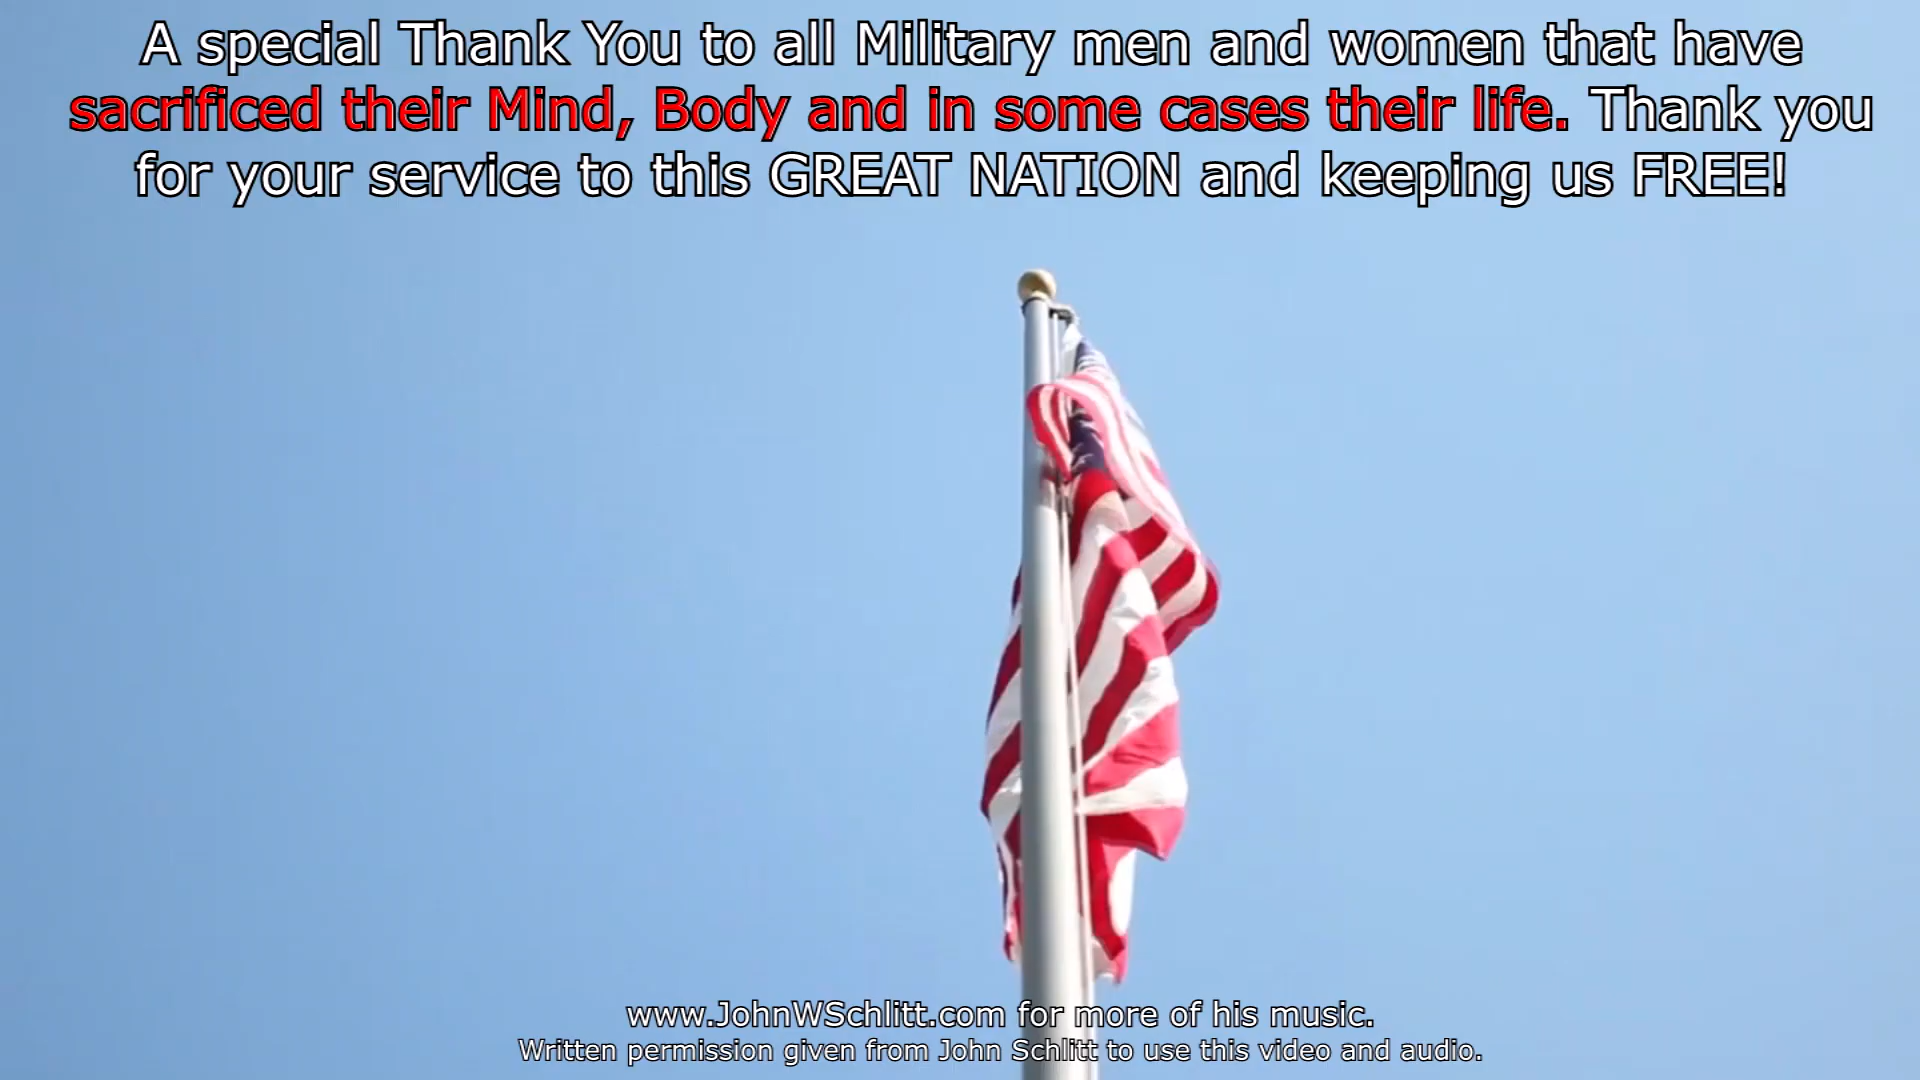 A special Thank You to all Military men and women that have
sacrificed their Mind, Body and in some cases their life. Thank you
for your service to this GREAT NATION and keeping us FREE!
www.JohnWSchlitt.com for more of his music.
Written permission given from John Schlitt to use this video and audio.